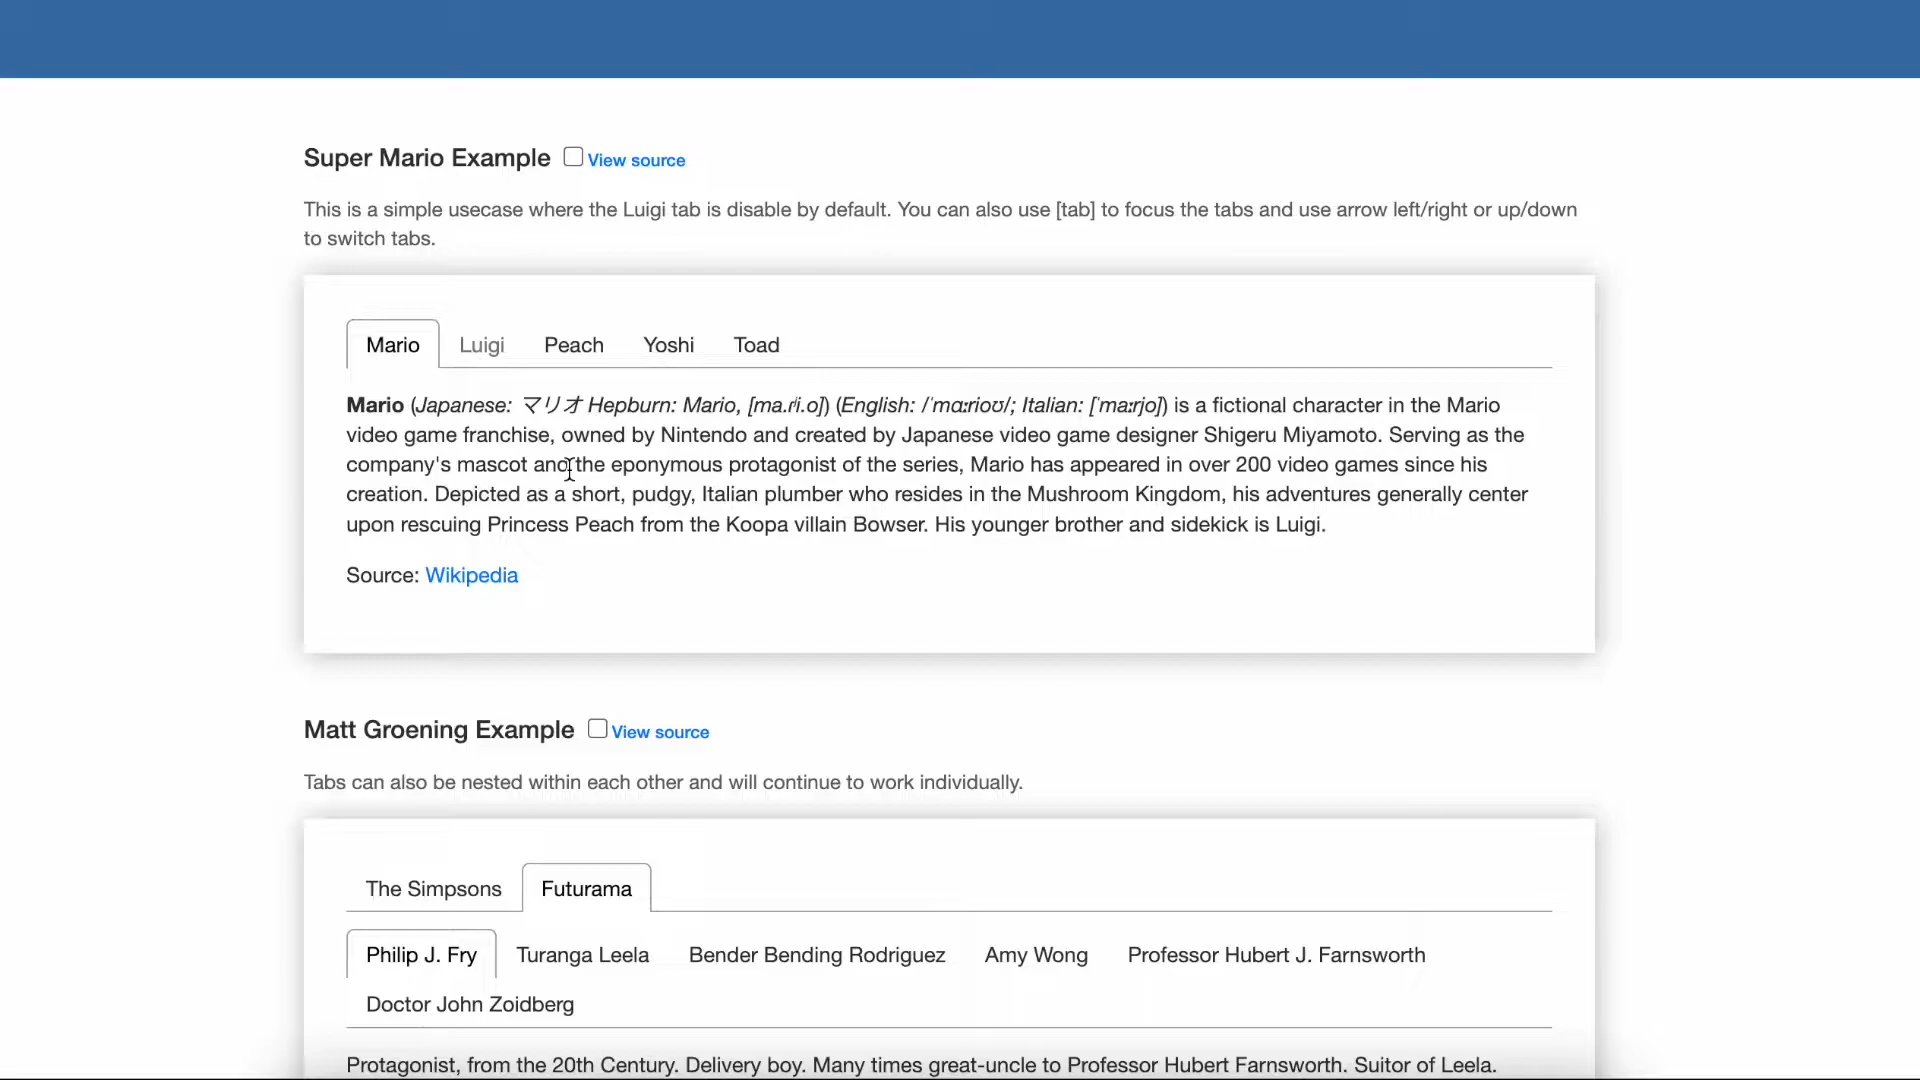 Super Mario Example View source
This is a simple usecase where the Luigi tab is disable by default. You can also use [tab] to focus the tabs and use arrow left/right or up/down
to switch tabs.
Mario Luigi Peach Yoshi Toad
Mario (Japanese: マリオ Hepburn: Mario, [ma.ɾʲi.o]) (English: /ˈmɑːrioʊ/; Italian: [ˈmaːrjo]) is a fictional character in the Mario
video game franchise, owned by Nintendo and created by Japanese video game designer Shigeru Miyamoto. Serving as the
company's mascot and the eponymous protagonist of the series, Mario has appeared in over 200 video games since his
creation. Depicted as a short, pudgy, Italian plumber who resides in the Mushroom Kingdom, his adventures generally center
upon rescuing Princess Peach from the Koopa villain Bowser. His younger brother and sidekick is Luigi.
Source: Wikipedia
Matt Groening Example View source
Tabs can also be nested within each other and will continue to work individually.
The Simpsons Futurama
Philip J. Fry Turanga Leela Bender Bending Rodriguez Amy Wong Professor Hubert J. Farnsworth
Doctor John Zoidberg
Protagonist, from the 20th Century. Delivery boy. Many times great-uncle to Professor Hubert Farnsworth. Suitor of Leela.